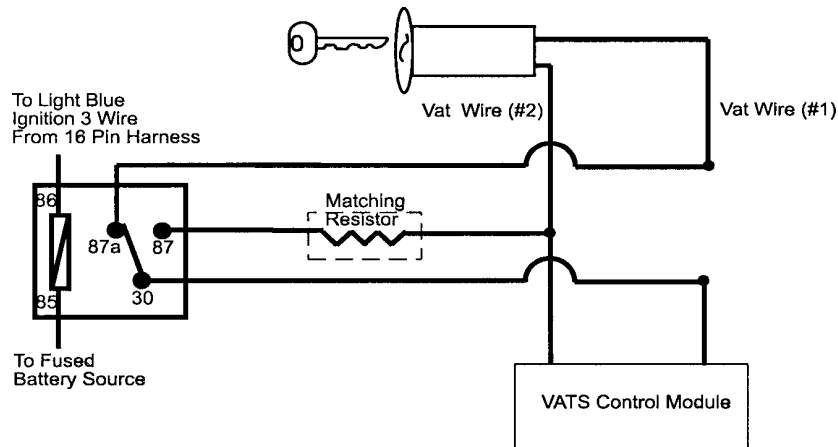 Vat Wire (#2)
Vat Wire (#1)
To Light Blue
Ignition 3 Wire
From 16 Pin Harness
86
87a
87
30
85
Matching
Resistor
To Fused
Battery Source
VATS Control Module